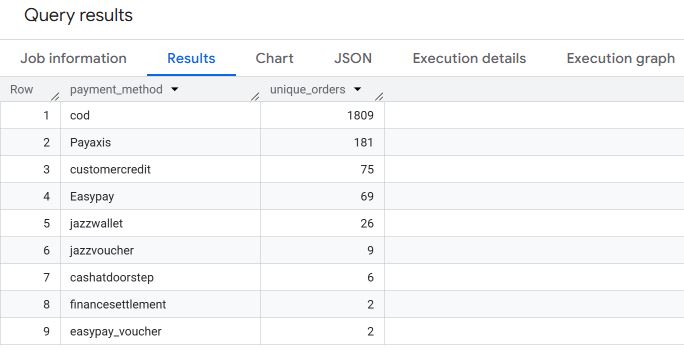 Query results
Job information Results Chart JSON Execution details Execution graph
Row payment_method unique_orders
1 cod 1809
2 Payaxis 181
3 customercredit 75
4 Easypay 69
5 jazzwallet 26
6 jazzvoucher 9
7 cashatdoorstep 6
8 financesettlement 2
9 easypay_voucher 2